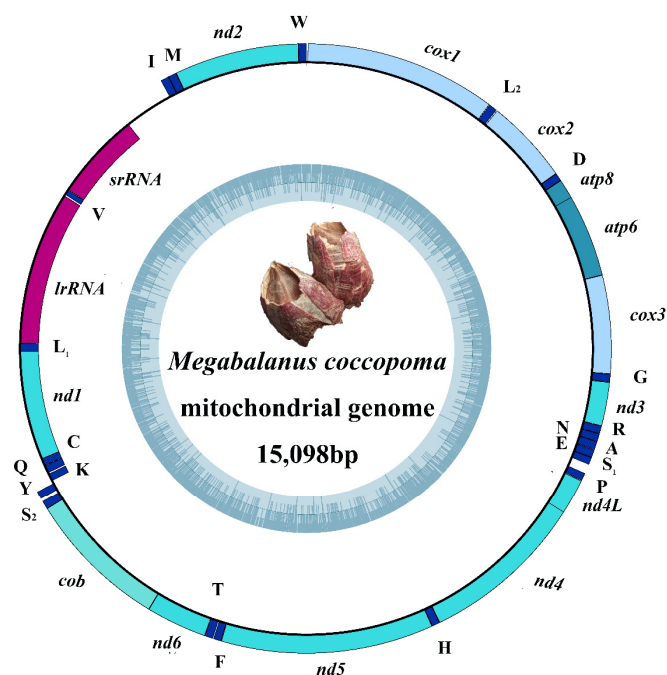 W
cox1
L2
cox2
D
atp8
atp6
cox3
G
nd3
N R
E A
S1
P
nd4L
nd4
H
nd5
F
T
nd6
cob
S2
Y
Q
K
C
nd1
L1
lrRNA
V
srRNA
I M
nd2
Megabalanus coccopoma
mitochondrial genome
15,098bp